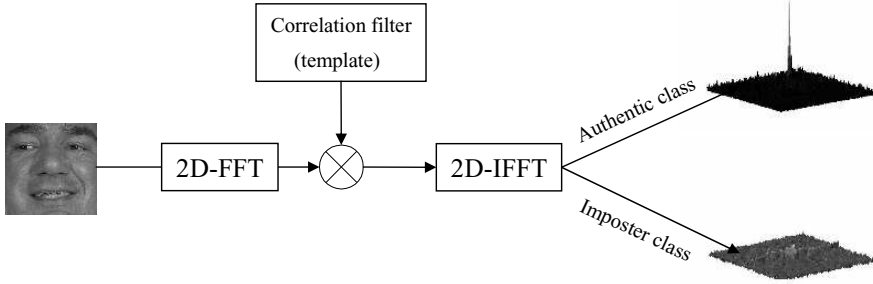 Correlation filter
(template)
Authentic class
2D-FFT
2D-IFFT
Imposter class